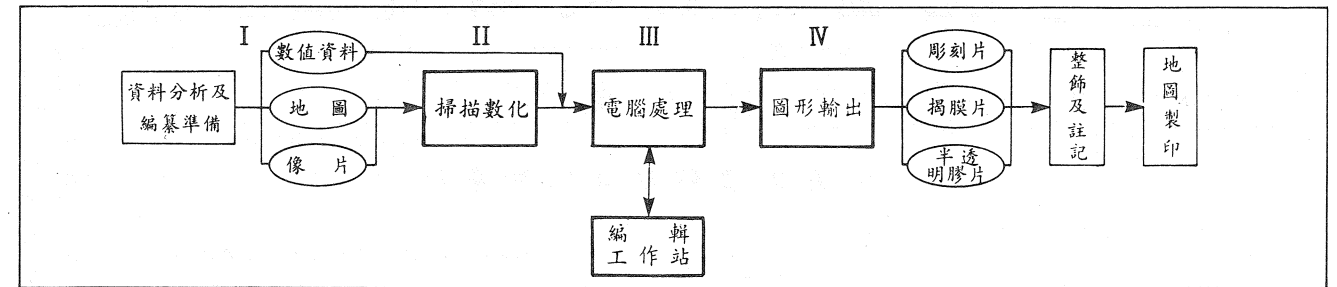 I
II
III
IV
資料分析及
編纂準備
數值資料
地圖
像片
掃描數化
電腦處理
編輯
工作站
圖形輸出
彫刻片
揭膜片
半透
明膠片
整飾及註記
地圖製印